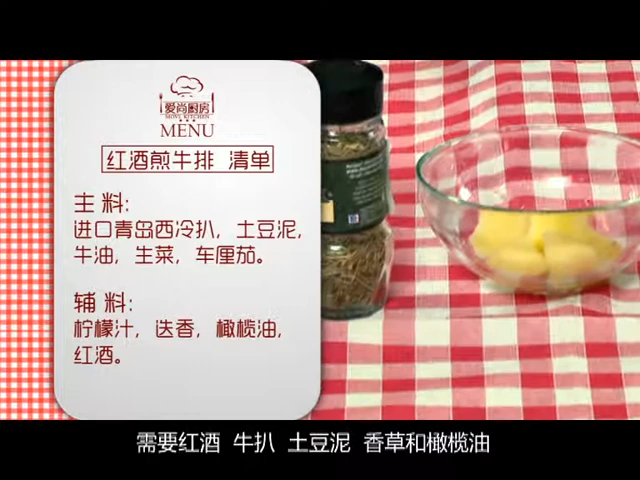 爱尚厨房
MENU
红酒煎牛排 清单
主料:
进口青岛西冷扒，土豆泥，
牛油，生菜，车厘茄。
辅料:
柠檬汁，迭香，橄榄油，
红酒。
需要红酒 牛扒 土豆泥 香草和橄榄油